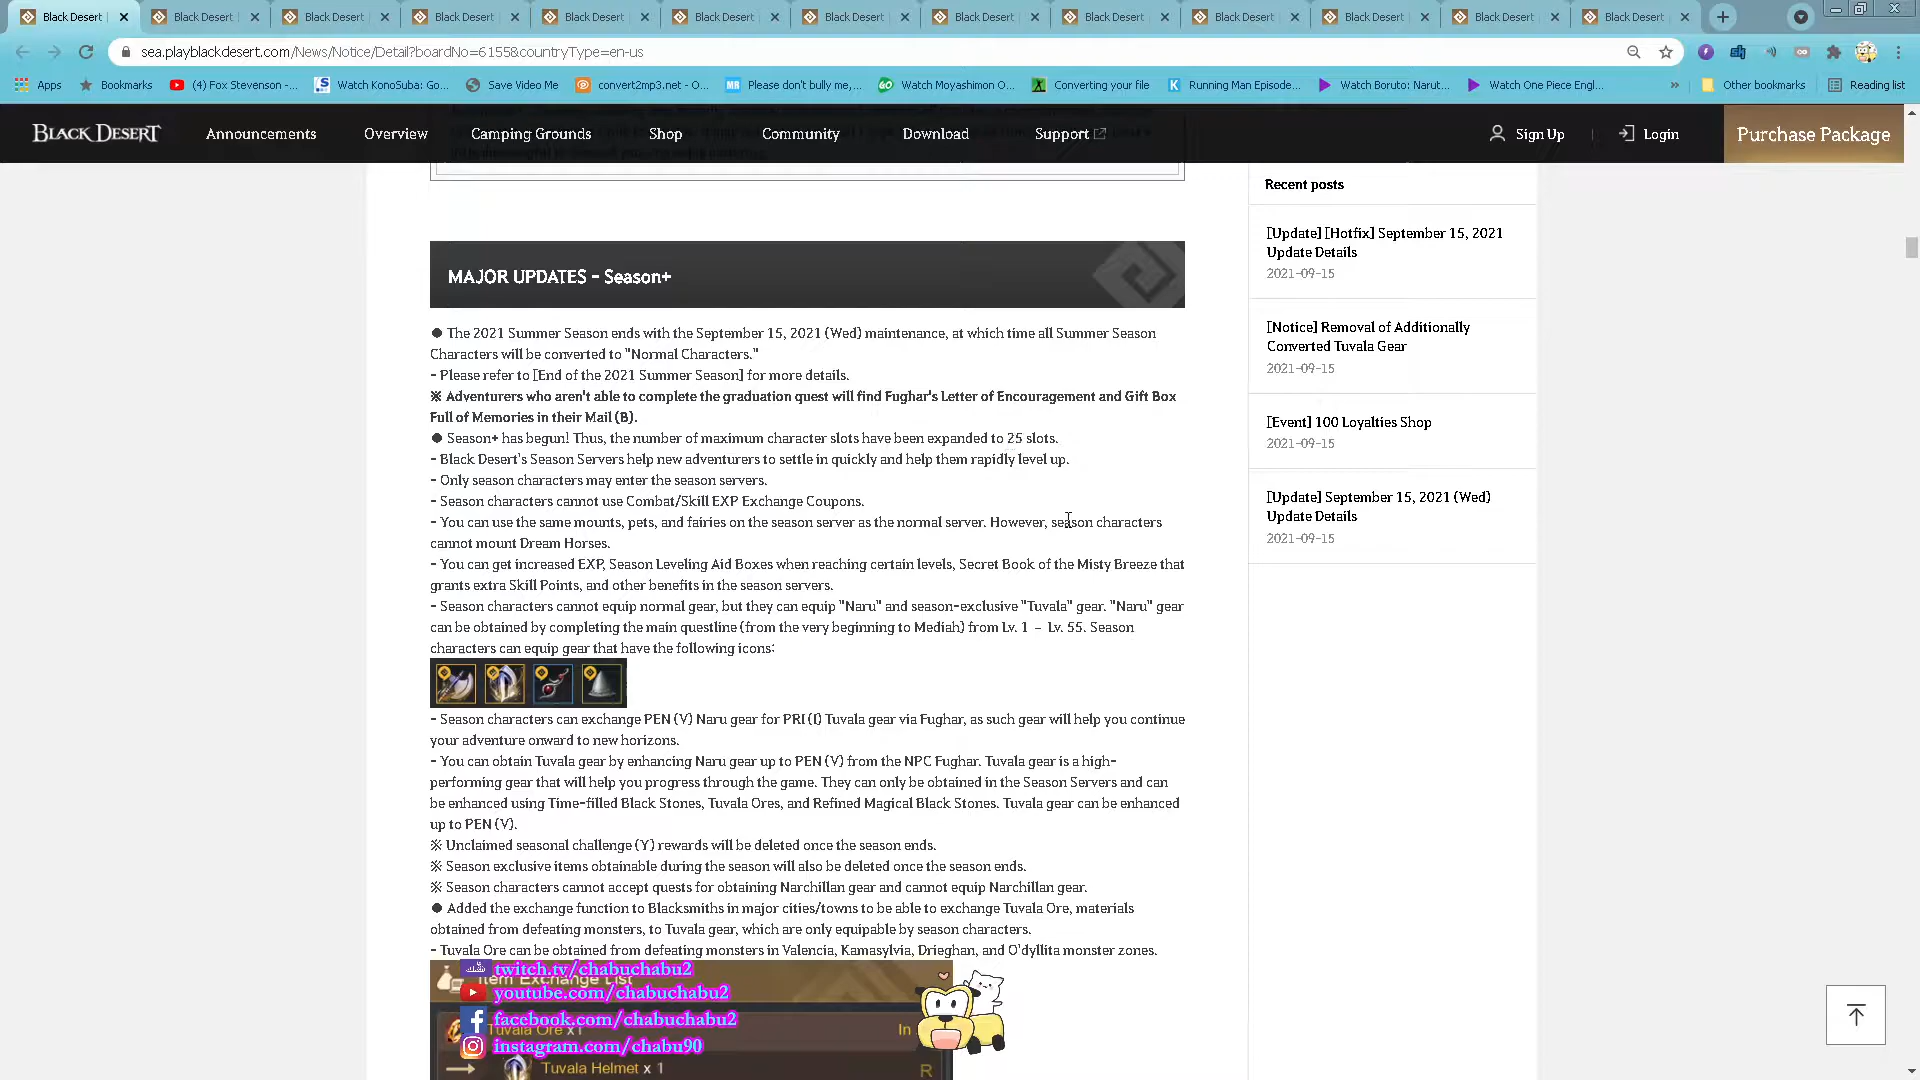 Black Desert
Black Desert
Black Desert
Black Desert
Black Desert
Black Desert
Black Desert
Black Desert
Black Desert
Black Desert
Black Desert
Black Desert
Black Desert
sea.playblackdesert.com/News/Notice/Detail?boardNo=6155&countryType=en-us
Apps
Bookmarks
(4) Fox Stevenson -...
Watch KonoSuba: Go...
Save Video Me
convert2mp3.net - O...
Please don't bully me,...
Watch Moyashimon O...
Converting your file
Running Man Episode...
Watch Boruto: Narut...
Watch One Piece Engl...
Other bookmarks
Reading list
BLACK DESERT
Announcements
Overview
Camping Grounds
Shop
Community
Download
Support
Sign Up
Login
Purchase Package
MAJOR UPDATES - Season+
● The 2021 Summer Season ends with the September 15, 2021 (Wed) maintenance, at which time all Summer Season
Characters will be converted to "Normal Characters."
- Please refer to [End of the 2021 Summer Season] for more details.
※ Adventurers who aren't able to complete the graduation quest will find Fughar's Letter of Encouragement and Gift Box
Full of Memories in their Mail (B).
● Season+ has begun! Thus, the number of maximum character slots have been expanded to 25 slots.
- Black Desert's Season Servers help new adventurers to settle in quickly and help them rapidly level up.
- Only season characters may enter the season servers.
- Season characters cannot use Combat/Skill EXP Exchange Coupons.
- You can use the same mounts, pets, and fairies on the season server as the normal server. However, season characters
cannot mount Dream Horses.
- You can get increased EXP, Season Leveling Aid Boxes when reaching certain levels, Secret Book of the Misty Breeze that
grants extra Skill Points, and other benefits in the season servers.
- Season characters cannot equip normal gear, but they can equip "Naru" and season-exclusive "Tuvala" gear. "Naru" gear
can be obtained by completing the main questline (from the very beginning to Mediah) from Lv. 1 – Lv. 55. Season
characters can equip gear that have the following icons:
- Season characters can exchange PEN (V) Naru gear for PRI (I) Tuvala gear via Fughar, as such gear will help you continue
your adventure onward to new horizons.
- You can obtain Tuvala gear by enhancing Naru gear up to PEN (V) from the NPC Fughar. Tuvala gear is a high-
performing gear that will help you progress through the game. They can only be obtained in the Season Servers and can
be enhanced using Time-filled Black Stones, Tuvala Ores, and Refined Magical Black Stones. Tuvala gear can be enhanced
up to PEN (V).
※ Unclaimed seasonal challenge (Y) rewards will be deleted once the season ends.
※ Season exclusive items obtainable during the season will also be deleted once the season ends.
※ Season characters cannot accept quests for obtaining Narchillan gear and cannot equip Narchillan gear.
● Added the exchange function to Blacksmiths in major cities/towns to be able to exchange Tuvala Ore, materials
obtained from defeating monsters, to Tuvala gear, which are only equipable by season characters.
- Tuvala Ore can be obtained from defeating monsters in Valencia, Kamasylvia, Drieghan, and O'dyllita monster zones.
Item Exchange List
Tuvala Ore x1
In
Tuvala Helmet x 1
R
twitch.tv/chabuchabu2
youtube.com/chabuchabu2
facebook.com/chabuchabu2
instagram.com/chabu90
Recent posts
[Update] [Hotfix] September 15, 2021
Update Details
2021-09-15
[Notice] Removal of Additionally
Converted Tuvala Gear
2021-09-15
[Event] 100 Loyalties Shop
2021-09-15
[Update] September 15, 2021 (Wed)
Update Details
2021-09-15